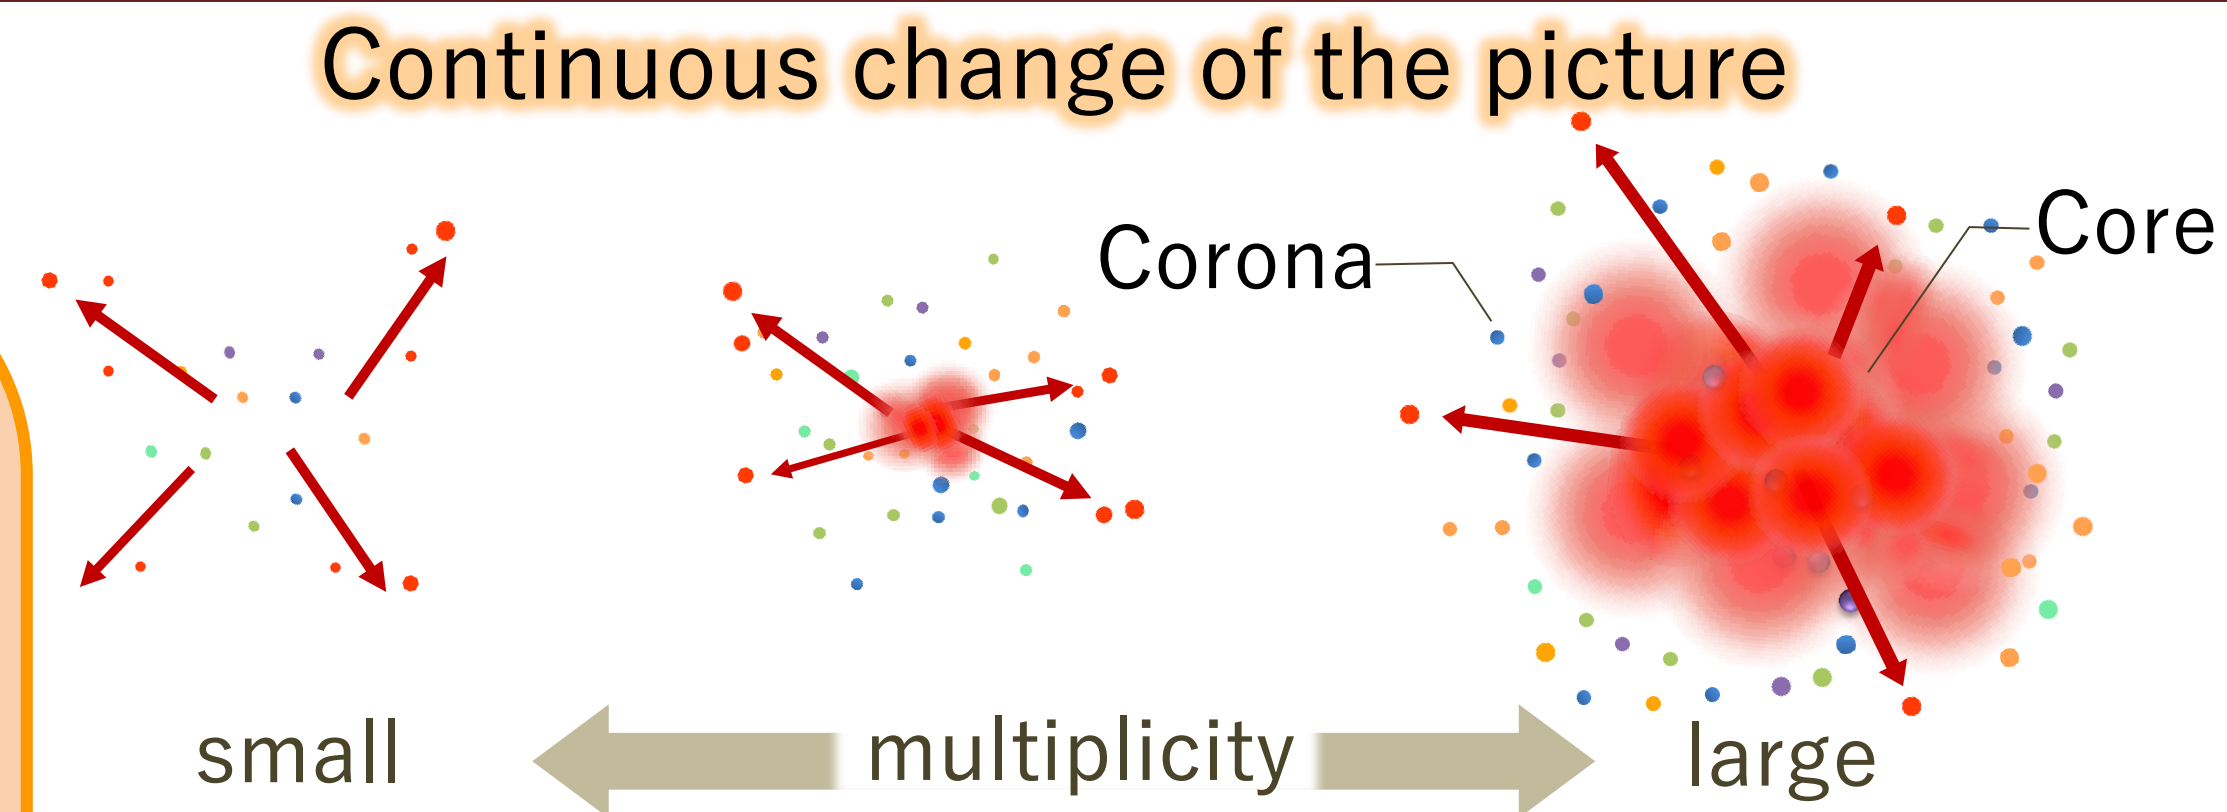 Continuous change of the picture
Corona
Core
small
multiplicity
large